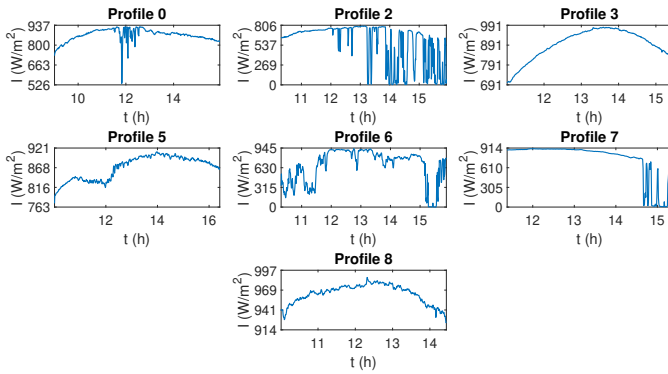 Profile 0
937
800
663
526
I (W/m²)
10
12
14
t (h)
Profile 2
806
537
269
0
I (W/m²)
11
12
13
14
15
t (h)
Profile 3
991
891
791
691
I (W/m²)
12
13
14
15
t (h)
Profile 5
921
868
816
763
I (W/m²)
12
14
16
t (h)
Profile 6
945
630
315
0
I (W/m²)
11
12
13
14
15
t (h)
Profile 7
914
610
305
0
I (W/m²)
12
13
14
15
t (h)
Profile 8
997
969
941
914
I (W/m²)
11
12
13
14
t (h)